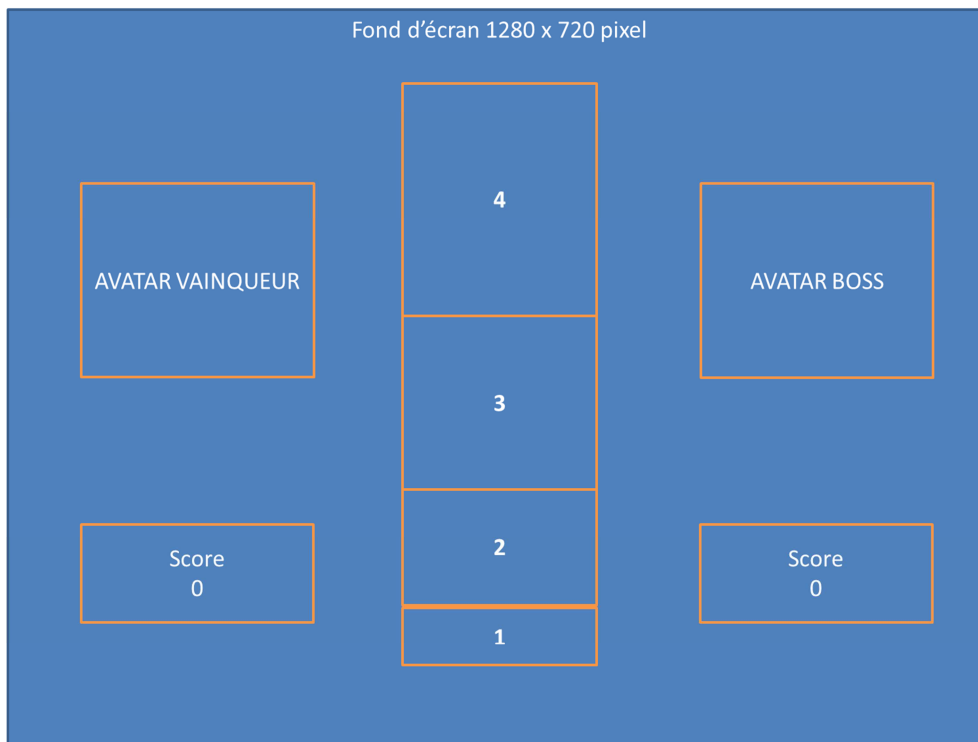 Fond d'écran 1280 x 720 pixel
4
AVATAR VAINQUEUR
AVATAR BOSS
3
2
Score
0
Score
0
1